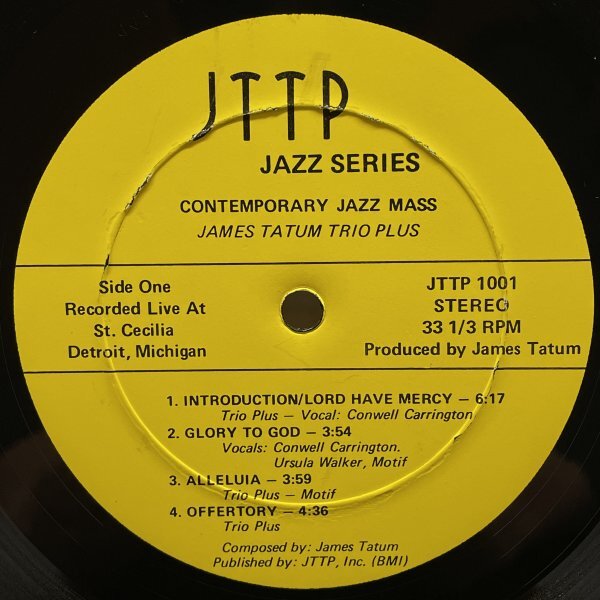 JTTP
JAZZ SERIES
CONTEMPORARY JAZZ MASS
JAMES TATUM TRIO PLUS
Side One
Recorded Live At
St. Cecilia
Detroit, Michigan
JTTP 1001
STEREO
33 1/3 RPM
Produced by James Tatum
1. INTRODUCTION/LORD HAVE MERCY – 6:17
Trio Plus – Vocal: Conwell Carrington
2. GLORY TO GOD – 3:54
Vocals: Conwell Carrington.
Ursula Walker, Motif
3. ALLELUIA – 3:59
Trio Plus – Motif
4. OFFERTORY – 4:36
Trio Plus
Composed by: James Tatum
Published by: JTTP, Inc. (BMI)